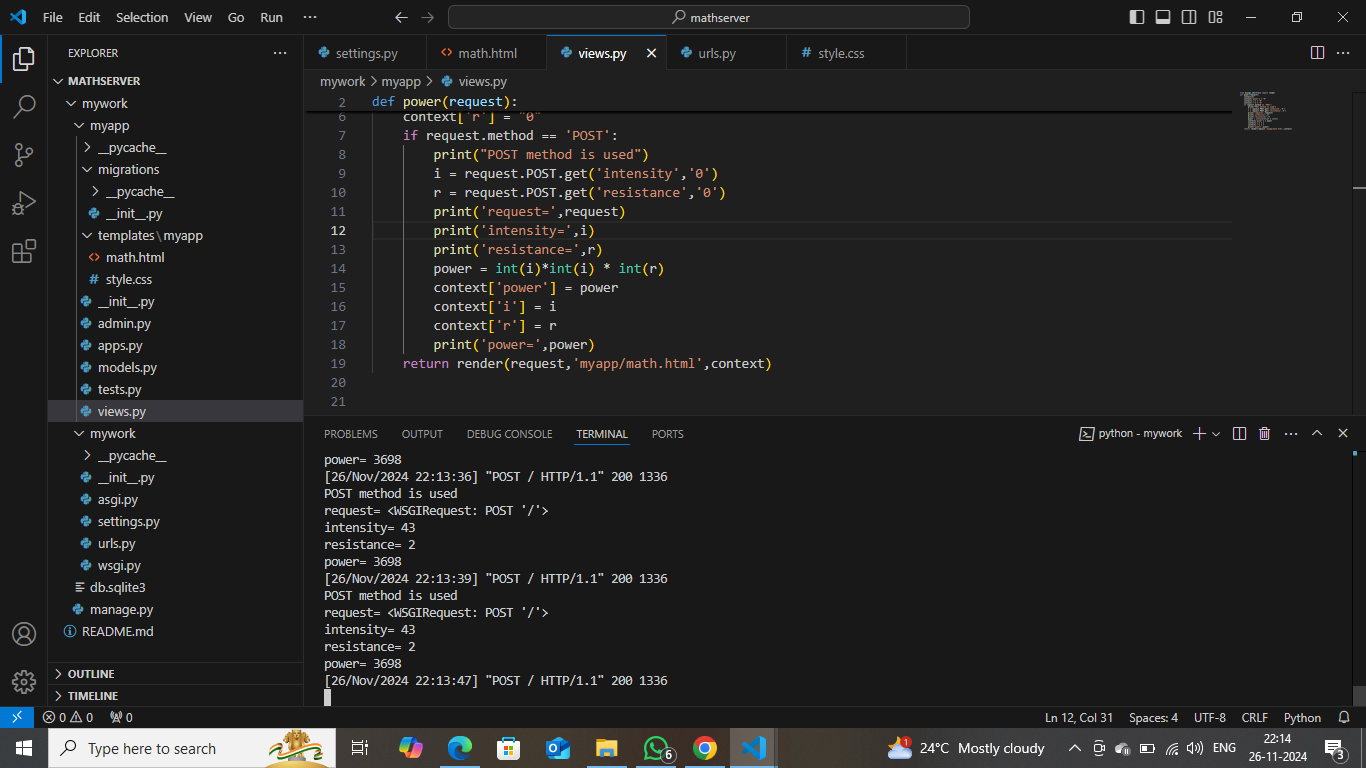 File Edit Selection View Go Run ··· mathserver
EXPLORER ···
MATHSERVER
mywork
myapp
__pycache__
migrations
__pycache__
__init__.py
templates\myapp
math.html
style.css
__init__.py
admin.py
apps.py
models.py
tests.py
views.py
mywork
__pycache__
__init__.py
asgi.py
settings.py
urls.py
wsgi.py
db.sqlite3
manage.py
README.md
OUTLINE
TIMELINE
settings.py math.html views.py urls.py style.css
mywork > myapp > views.py
2 def power(request):
6 context['r'] = "0"
7 if request.method == 'POST':
8 print("POST method is used")
9 i = request.POST.get('intensity','0')
10 r = request.POST.get('resistance','0')
11 print('request=',request)
12 print('intensity=',i)
13 print('resistance=',r)
14 power = int(i)*int(i) * int(r)
15 context['power'] = power
16 context['i'] = i
17 context['r'] = r
18 print('power=',power)
19 return render(request,'myapp/math.html',context)
20
21
PROBLEMS OUTPUT DEBUG CONSOLE TERMINAL PORTS python - mywork
power= 3698
[26/Nov/2024 22:13:36] "POST / HTTP/1.1" 200 1336
POST method is used
request= <WSGIRequest: POST '/'>
intensity= 43
resistance= 2
power= 3698
[26/Nov/2024 22:13:39] "POST / HTTP/1.1" 200 1336
POST method is used
request= <WSGIRequest: POST '/'>
intensity= 43
resistance= 2
power= 3698
[26/Nov/2024 22:13:47] "POST / HTTP/1.1" 200 1336
0 0 0 Ln 12, Col 31 Spaces: 4 UTF-8 CRLF Python
Type here to search 6 1 24°C Mostly cloudy ENG 22:14
26-11-2024 3